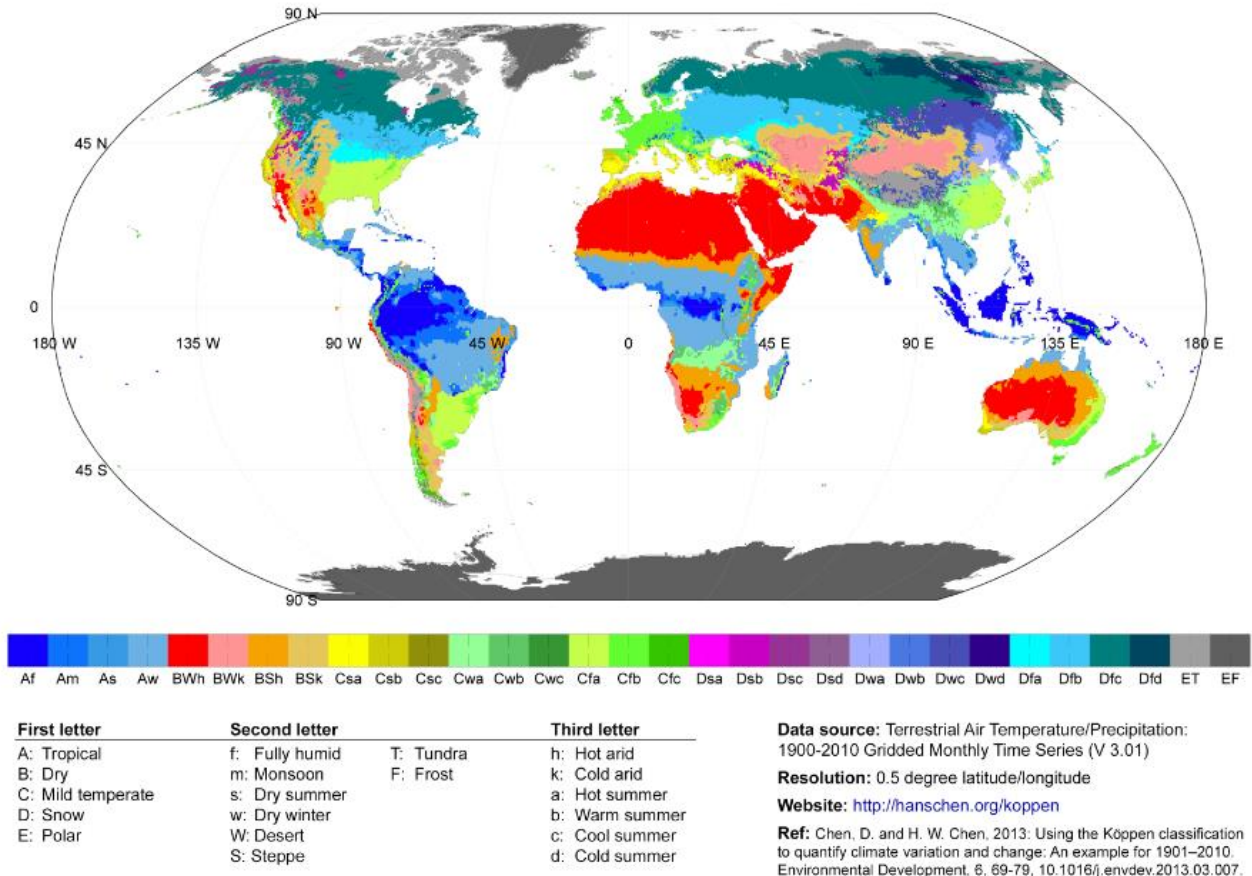 90 N
45 N
0
180 W 135 W 90 W 45 W 0 45 E 90 E 135 E 180 E
45 S
90 S
Af Am As Aw BWh BWk BSh BSk Csa Csb Csc Cwa Cwb Cwc Cfa Cfb Cfc Dsa Dsb Dsc Dsd Dwa Dwb Dwc Dwd Dfa Dfb Dfc Dfd ET EF
First letter
A: Tropical
B: Dry
C: Mild temperate
D: Snow
E: Polar
Second letter
f: Fully humid
m: Monsoon
s: Dry summer
w: Dry winter
W: Desert
S: Steppe
T: Tundra
F: Frost
Third letter
h: Hot arid
k: Cold arid
a: Hot summer
b: Warm summer
c: Cool summer
d: Cold summer
Data source: Terrestrial Air Temperature/Precipitation:
1900-2010 Gridded Monthly Time Series (V 3.01)
Resolution: 0.5 degree latitude/longitude
Website: http://hanschen.org/koppen
Ref: Chen, D. and H. W. Chen, 2013: Using the Köppen classification
to quantify climate variation and change: An example for 1901–2010.
Environmental Development, 6, 69-79, 10.1016/j.envdev.2013.03.007.